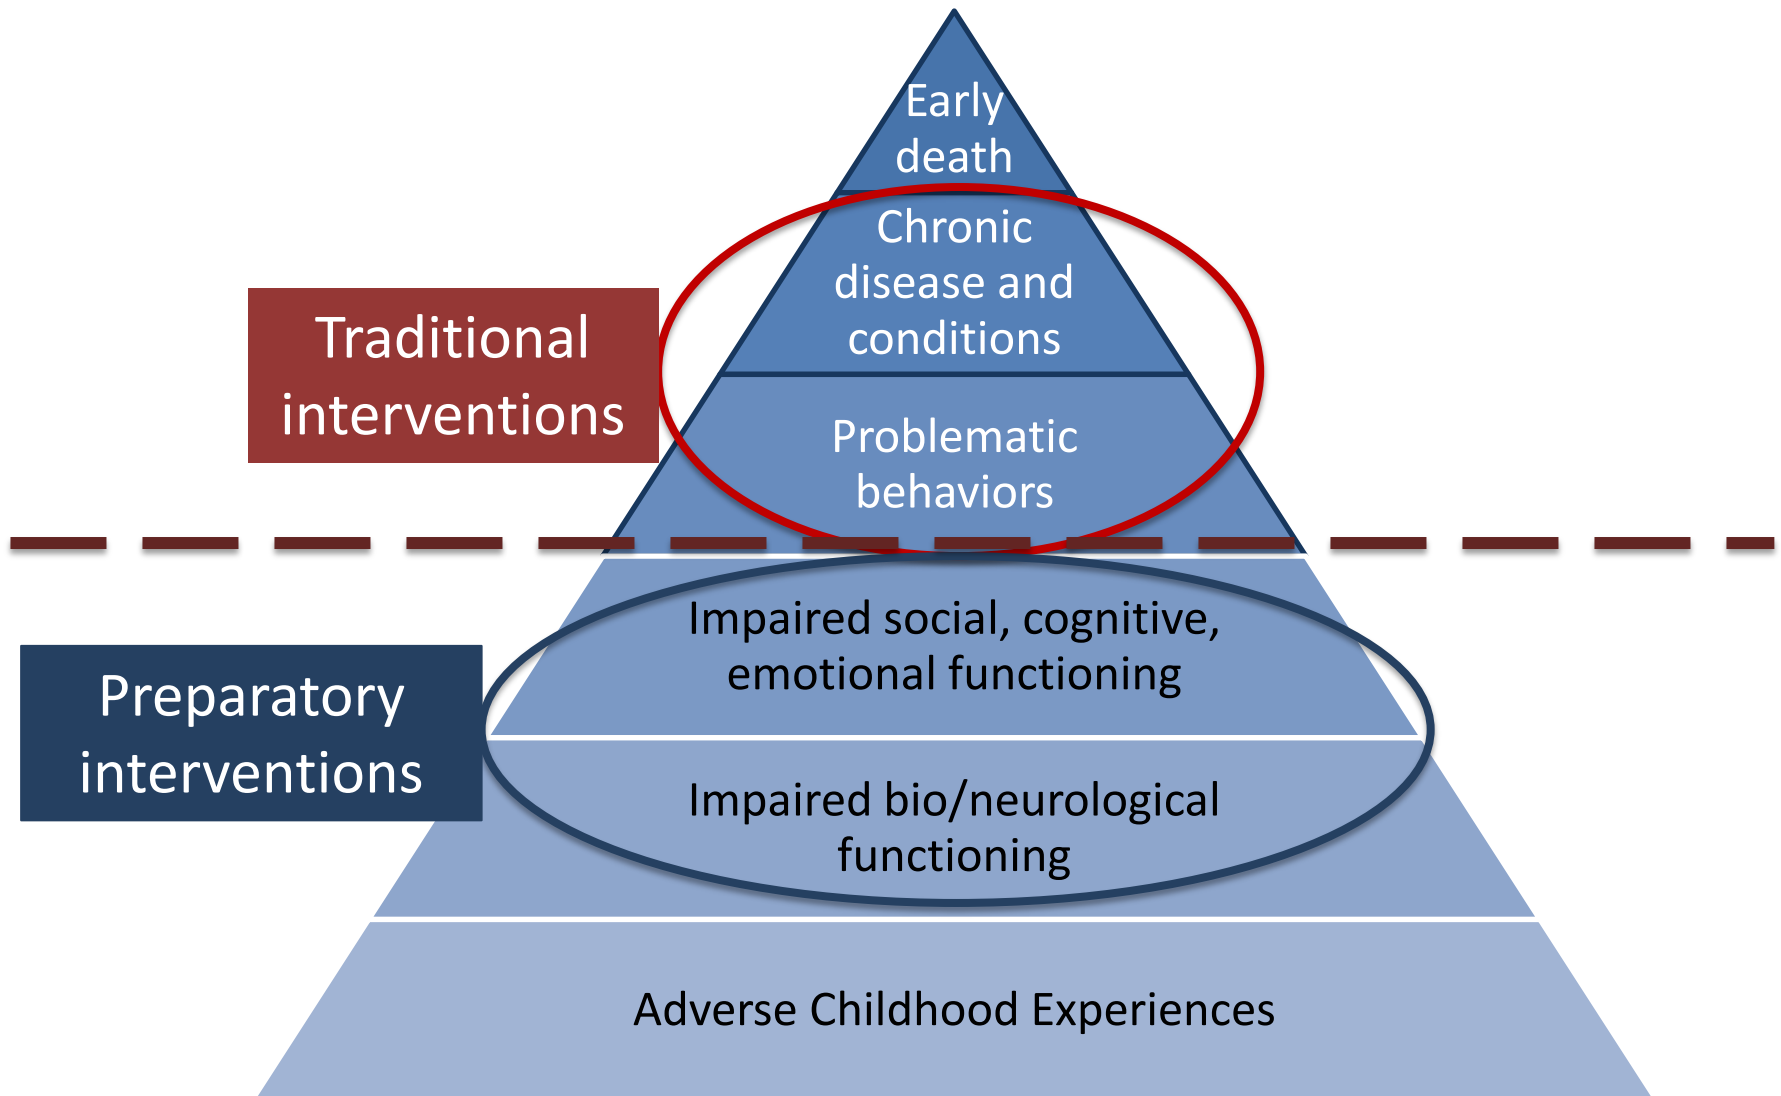 Early
death
Chronic
disease and
conditions
Traditional
interventions
Problematic
behaviors
Impaired social, cognitive,
emotional functioning
Preparatory
interventions
Impaired bio/neurological
functioning
Adverse Childhood Experiences